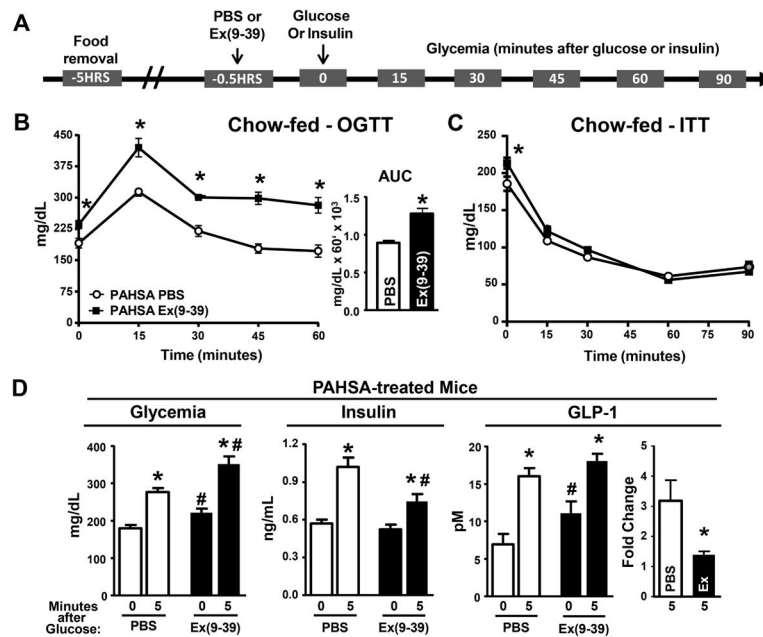 A
Food
removal
PBS or
Ex(9-39)
Glucose
Or Insulin
Glycemia (minutes after glucose or insulin)
-5HRS
-0.5HRS
0
15
30
45
60
90
B
Chow-fed - OGTT
450
375
300
225
150
75
0
mg/dL
*
*
*
*
*
PAHSA PBS
PAHSA Ex(9-39)
0
15
30
45
60
Time (minutes)
AUC
mg/dL x 60' x 10³
1.5
1.0
0.5
0.0
*
PBS
Ex(9-39)
C
Chow-fed - ITT
250
200
150
100
50
0
mg/dL
*
0
15
30
45
60
75
90
Time (minutes)
D
PAHSA-treated Mice
Glycemia
400
300
200
100
0
mg/dL
*
#
*#
Insulin
1.2
0.9
0.6
0.3
0.0
ng/mL
*
*#
GLP-1
20
15
10
5
0
pM
*
#
*
5
4
3
2
1
0
Fold Change
*
PBS
Ex
Minutes
after
Glucose:
0 5 0 5
PBS Ex(9-39)
0 5 0 5
PBS Ex(9-39)
0 5 0 5
PBS Ex(9-39)
5 5